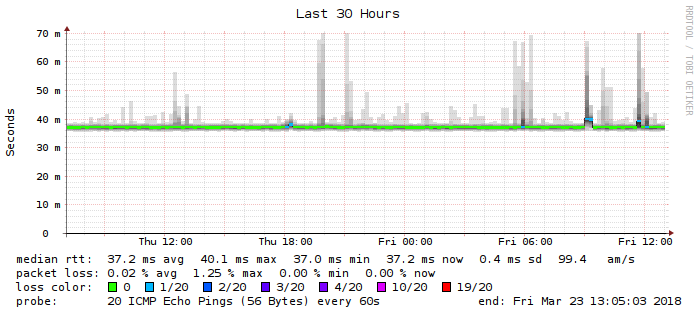 Last 30 Hours
RRDTOOL / TOBI OETIKER
70 m
60 m
50 m
40 m
30 m
20 m
10 m
0
Seconds
Thu 12:00 Thu 18:00 Fri 00:00 Fri 06:00 Fri 12:00
median rtt: 37.2 ms avg 40.1 ms max 37.0 ms min 37.2 ms now 0.4 ms sd 99.4 am/s
packet loss: 0.02 % avg 1.25 % max 0.00 % min 0.00 % now
loss color: 0 1/20 2/20 3/20 4/20 10/20 19/20
probe: 20 ICMP Echo Pings (56 Bytes) every 60s end: Fri Mar 23 13:05:03 2018